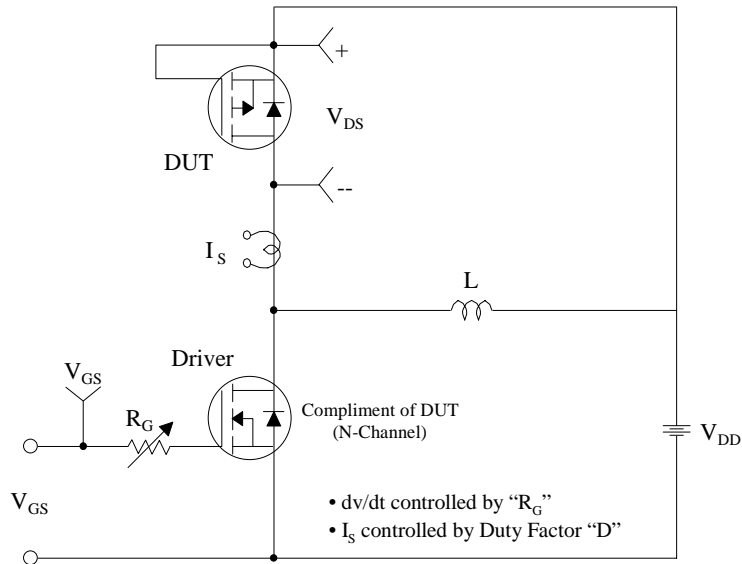 +
V_DS
DUT
--
I_S
L
Driver
V_GS
R_G
Compliment of DUT
(N-Channel)
V_DD
V_GS
• dv/dt controlled by “R_G”
• I_S controlled by Duty Factor “D”